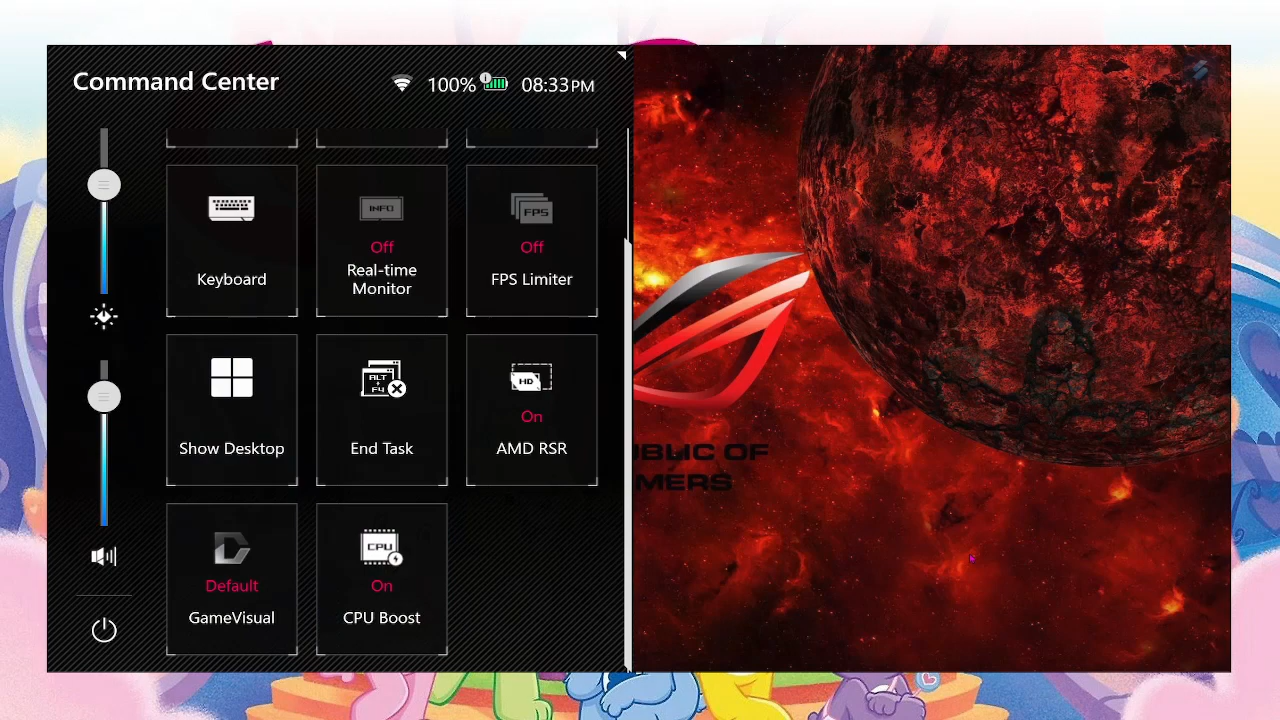 Command Center
100%
08:33PM
Keyboard
INFO
Off
Real-time
Monitor
FPS
Off
FPS Limiter
Show Desktop
ALT
+
F4
End Task
HD
On
AMD RSR
Default
GameVisual
CPU
On
CPU Boost
UBLIC OF
MERS